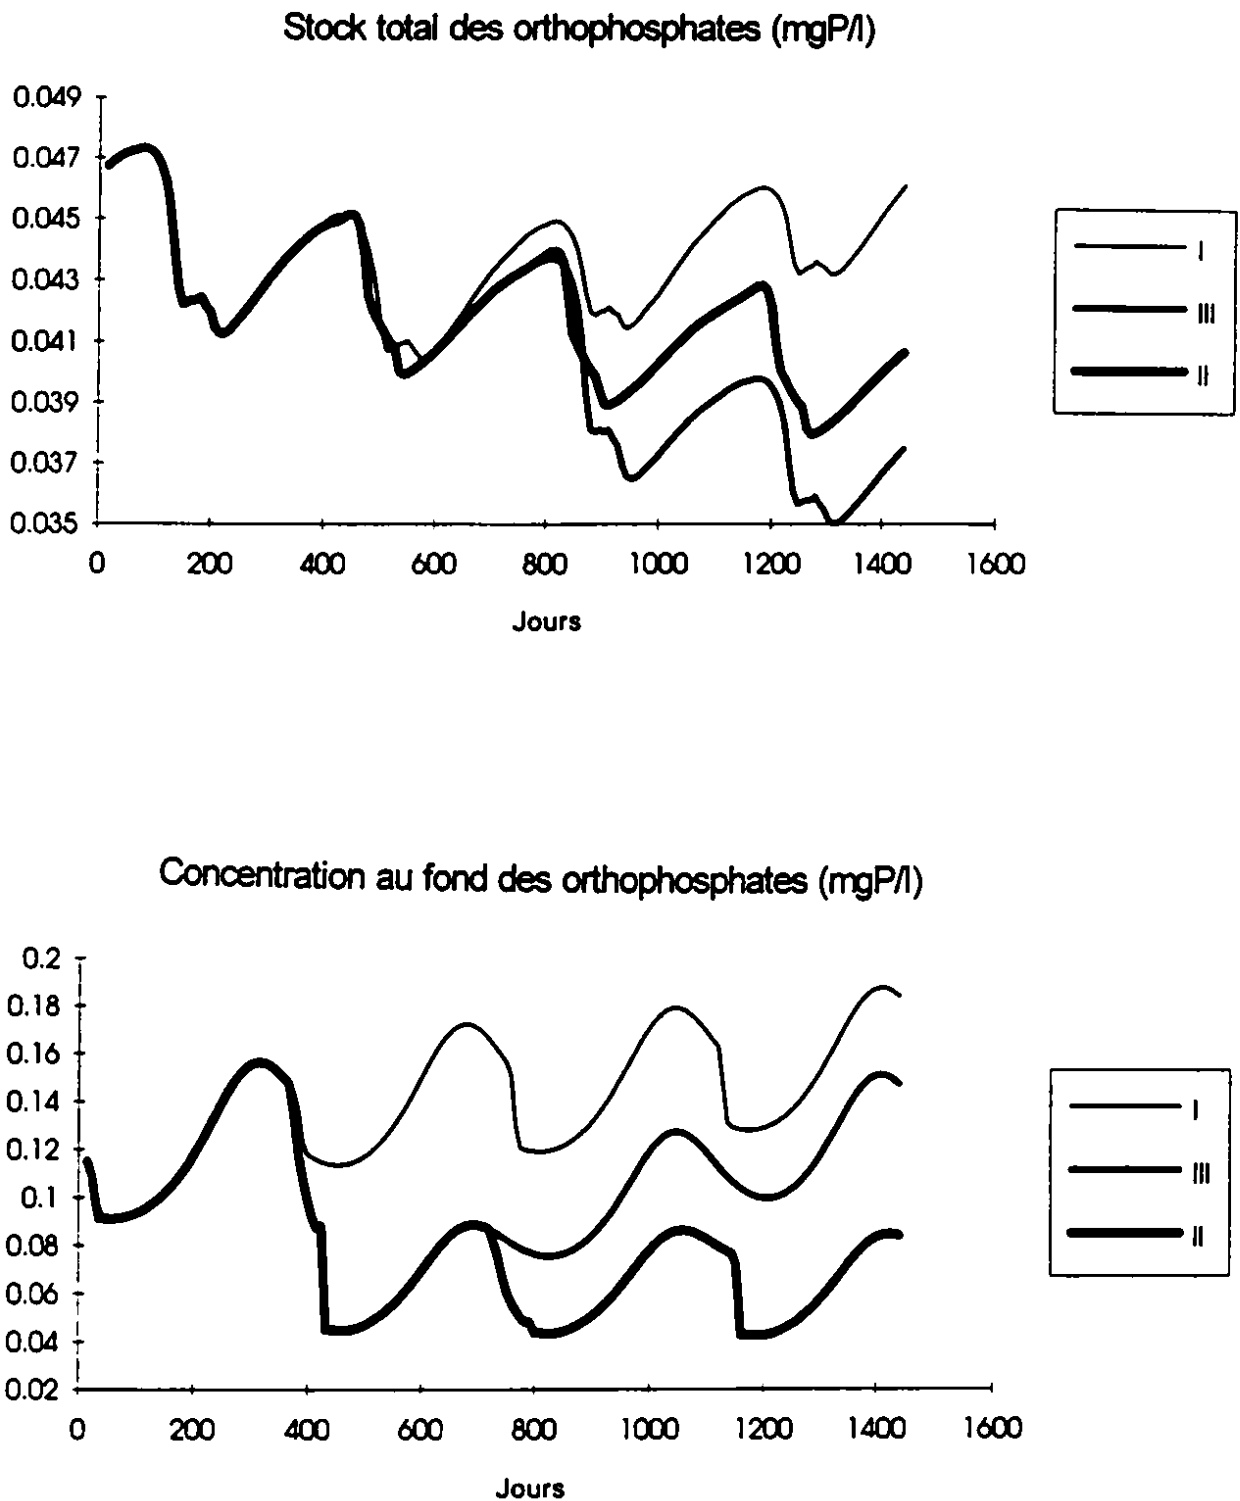 Stock total des orthophosphates (mgP/l)
0.049
0.047
0.045
0.043
0.041
0.039
0.037
0.035
0 200 400 600 800 1000 1200 1400 1600
Jours
I
III
II
Concentration au fond des orthophosphates (mgP/l)
0.2
0.18
0.16
0.14
0.12
0.1
0.08
0.06
0.04
0.02
0 200 400 600 800 1000 1200 1400 1600
Jours
I
III
II